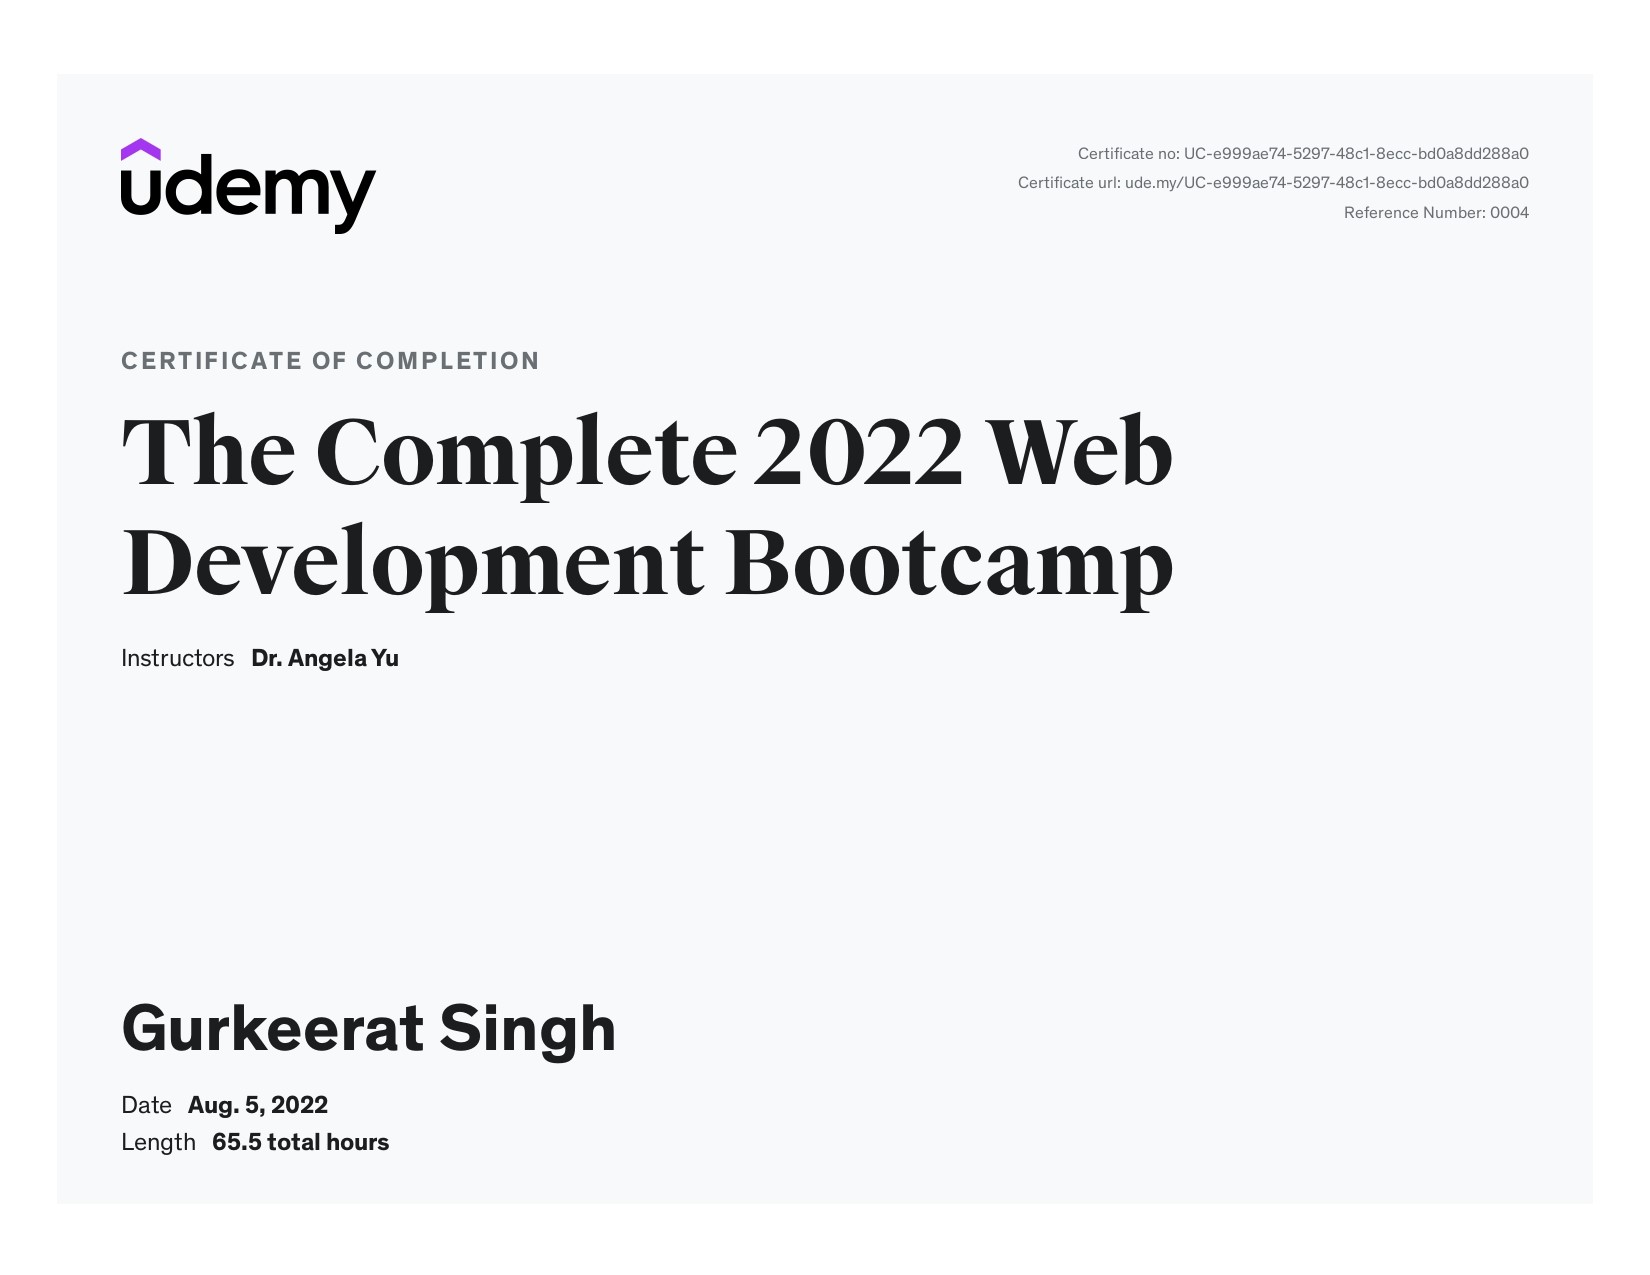 udemy
Certificate no: UC-e999ae74-5297-48c1-8ecc-bd0a8dd288a0
Certificate url: ude.my/UC-e999ae74-5297-48c1-8ecc-bd0a8dd288a0
Reference Number: 0004
CERTIFICATE OF COMPLETION
The Complete 2022 Web
Development Bootcamp
Instructors Dr. Angela Yu
Gurkeerat Singh
Date Aug. 5, 2022
Length 65.5 total hours